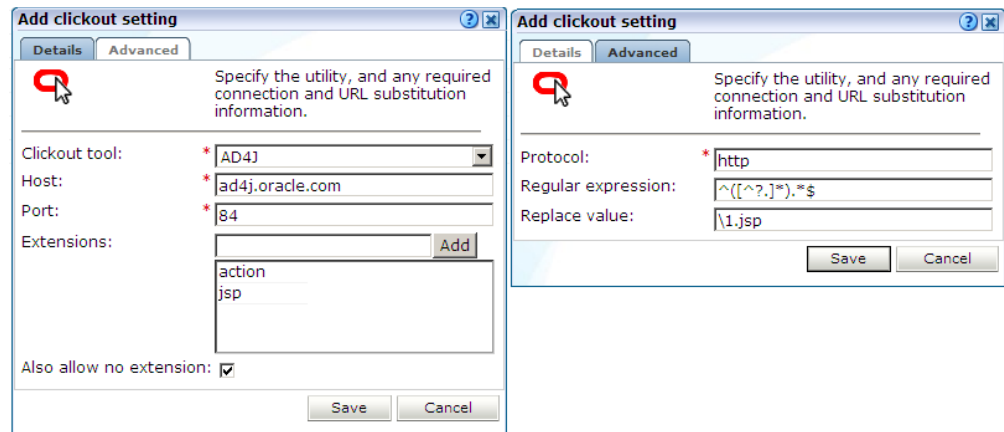 Add clickout setting
Details
Advanced
Specify the utility, and any required
connection and URL substitution
information.
Clickout tool:
* AD4J
Host:
* ad4j.oracle.com
Port:
* 84
Extensions:
Add
action
jsp
Also allow no extension:
Save
Cancel
Add clickout setting
Details
Advanced
Specify the utility, and any required
connection and URL substitution
information.
Protocol:
* http
Regular expression:
^([^?.]*).*$
Replace value:
\1.jsp
Save
Cancel